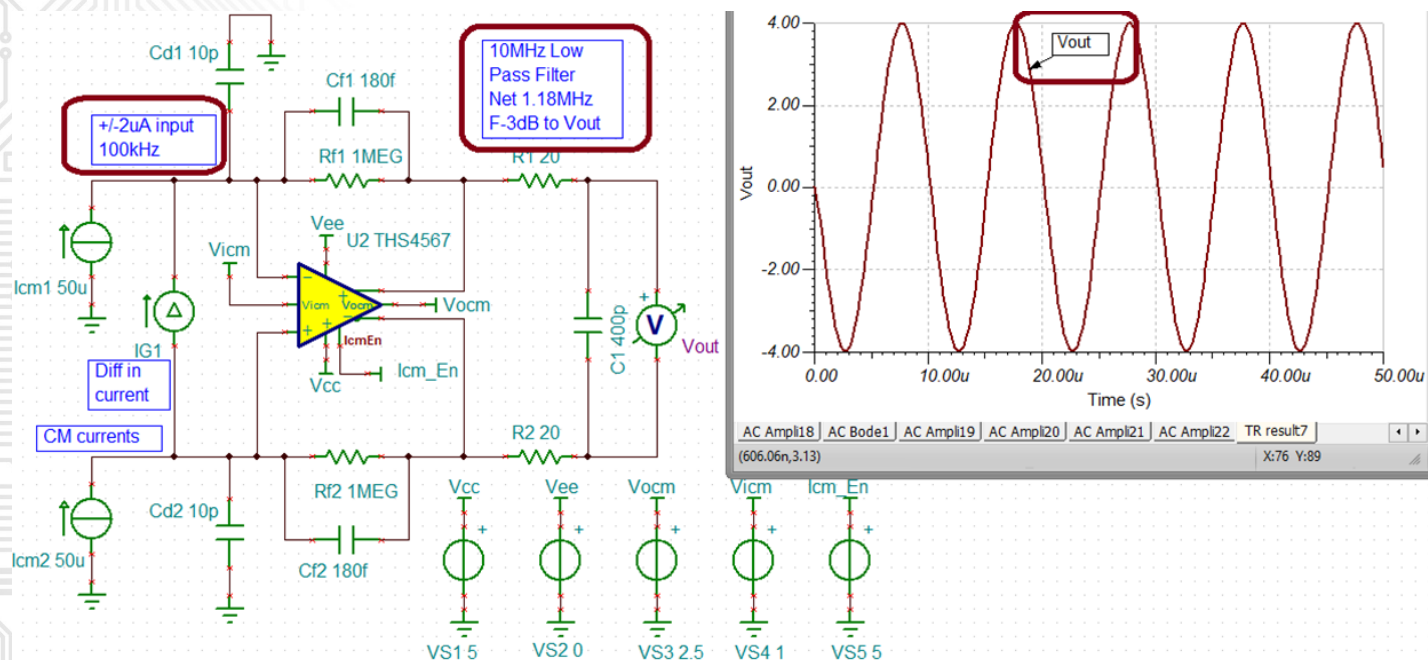 Cd1 10p
Cf1 180f
10MHz Low
Pass Filter
Net 1.18MHz
F-3dB to Vout
+/-2uA input
100kHz
Rf1 1MEG
R1 20
Vee
U2 THS4567
Vicm
Icm1 50u
Vicm
Vocm
Vocm
IcmEn
IG1
Vcc
Icm_En
C1 400p
V
Vout
Diff in
current
CM currents
R2 20
Rf2 1MEG
Cd2 10p
Icm2 50u
Cf2 180f
Vcc
Vee
Vocm
Vicm
Icm_En
VS1 5
VS2 0
VS3 2.5
VS4 1
VS5 5
4.00
2.00
0.00
-2.00
-4.00
Vout
Vout
0.00
10.00u
20.00u
30.00u
40.00u
50.00u
Time (s)
AC Ampli18 AC Bode1 AC Ampli19 AC Ampli20 AC Ampli21 AC Ampli22 TR result7
(606.06n,3.13)
X:76 Y:89